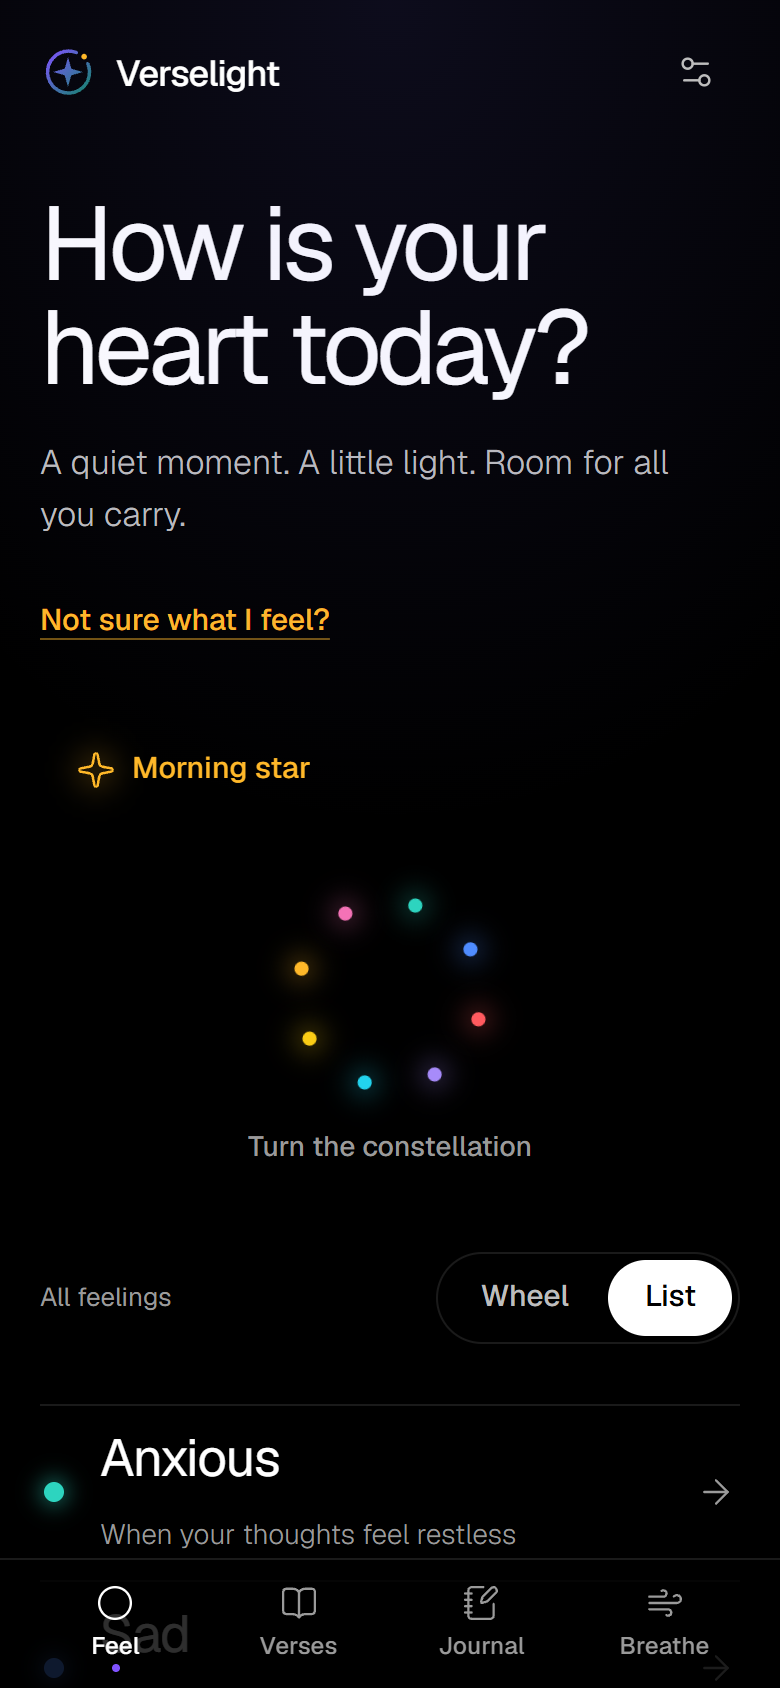 Verselight
How is your
heart today?
A quiet moment. A little light. Room for all
you carry.
Not sure what I feel?
Morning star
Turn the constellation
All feelings
Wheel
List
Anxious
When your thoughts feel restless
Sad
Feel
Verses
Journal
Breathe